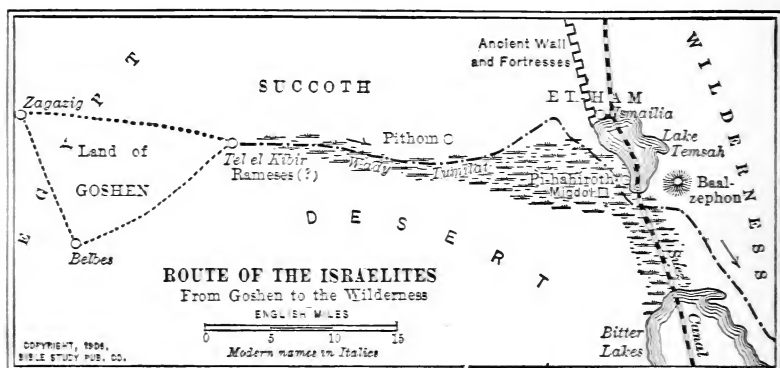 EGYPT
Zagazig
Land of
GOSHEN
Belbes
SUCCOTH
Tel el Kibir
Rameses (?)
Pithom
Wady Tumilat
Ancient Wall
and Fortresses
ETHAM
Ismailia
Lake
Temsah
WILDERNESS
Pi-hahiroth
Migdol
Baal-
zephon
DESERT
Suez Canal
Bitter
Lakes
ROUTE OF THE ISRAELITES
From Goshen to the Wilderness
ENGLISH MILES
0 5 10 15
Modern names in Italics
COPYRIGHT, 1908,
BIBLE STUDY PUB. CO.